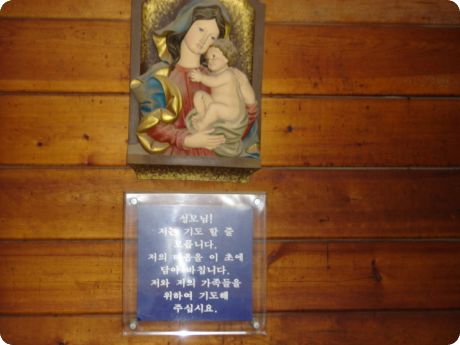 성모님!
저는 기도 할 줄
모릅니다.
저의 마음을 이 초에
담아 바칩니다.
저와 저의 가족들을
위하여 기도해
주십시요.